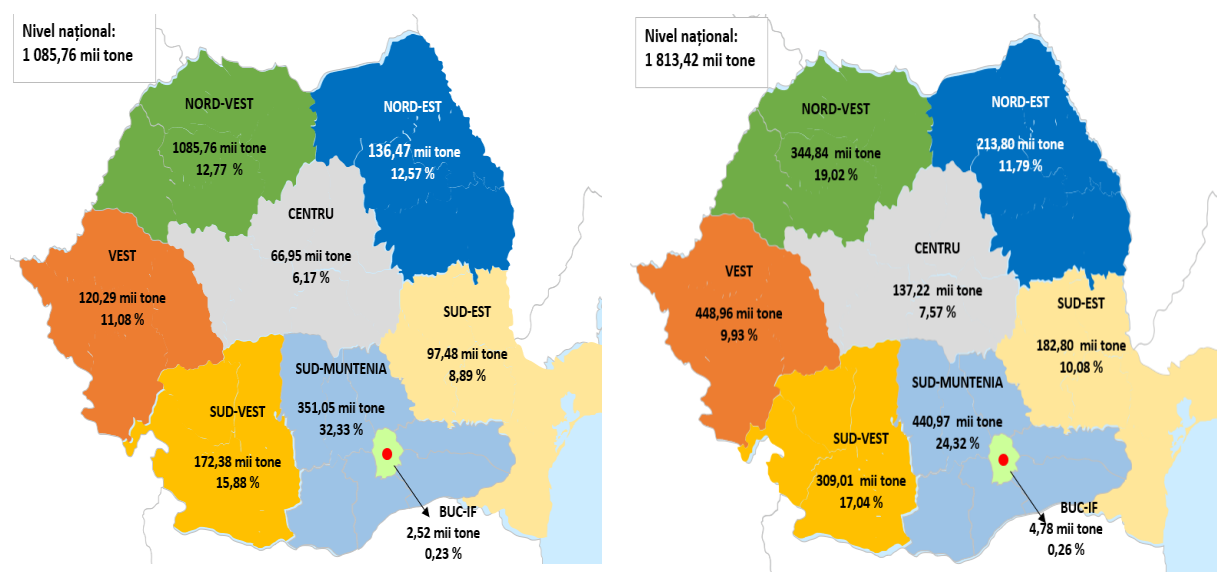 Nivel național:
1 085,76 mii tone
NORD-VEST
1085,76 mii tone
12,77 %
NORD-EST
136,47 mii tone
12,57 %
CENTRU
66,95 mii tone
6,17 %
VEST
120,29 mii tone
11,08 %
SUD-EST
97,48 mii tone
8,89 %
SUD-MUNTENIA
351,05 mii tone
32,33 %
SUD-VEST
172,38 mii tone
15,88 %
BUC-IF
2,52 mii tone
0,23 %
Nivel național:
1 813,42 mii tone
NORD-VEST
344,84 mii tone
19,02 %
NORD-EST
213,80 mii tone
11,79 %
CENTRU
137,22 mii tone
7,57 %
VEST
448,96 mii tone
9,93 %
SUD-EST
182,80 mii tone
10,08 %
SUD-MUNTENIA
440,97 mii tone
24,32 %
SUD-VEST
309,01 mii tone
17,04 %
BUC-IF
4,78 mii tone
0,26 %